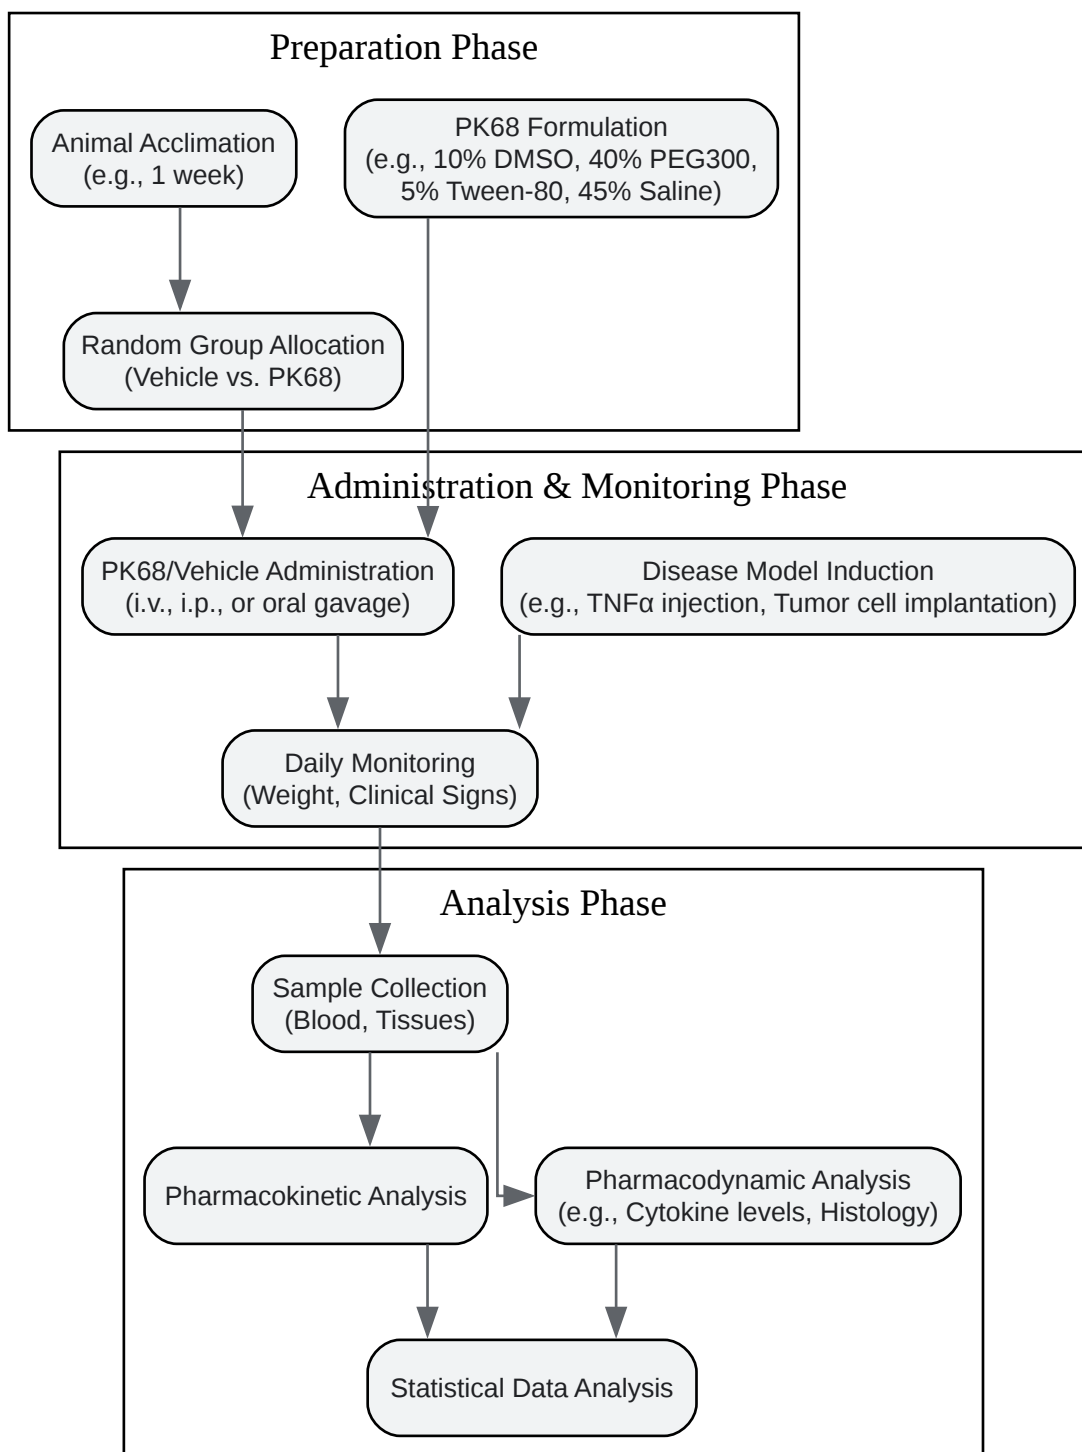 Preparation Phase
Animal Acclimation
(e.g., 1 week)
PK68 Formulation
(e.g., 10% DMSO, 40% PEG300,
5% Tween-80, 45% Saline)
Random Group Allocation
(Vehicle vs. PK68)
Administration & Monitoring Phase
PK68/Vehicle Administration
(i.v., i.p., or oral gavage)
Disease Model Induction
(e.g., TNFα injection, Tumor cell implantation)
Daily Monitoring
(Weight, Clinical Signs)
Analysis Phase
Sample Collection
(Blood, Tissues)
Pharmacokinetic Analysis
Pharmacodynamic Analysis
(e.g., Cytokine levels, Histology)
Statistical Data Analysis